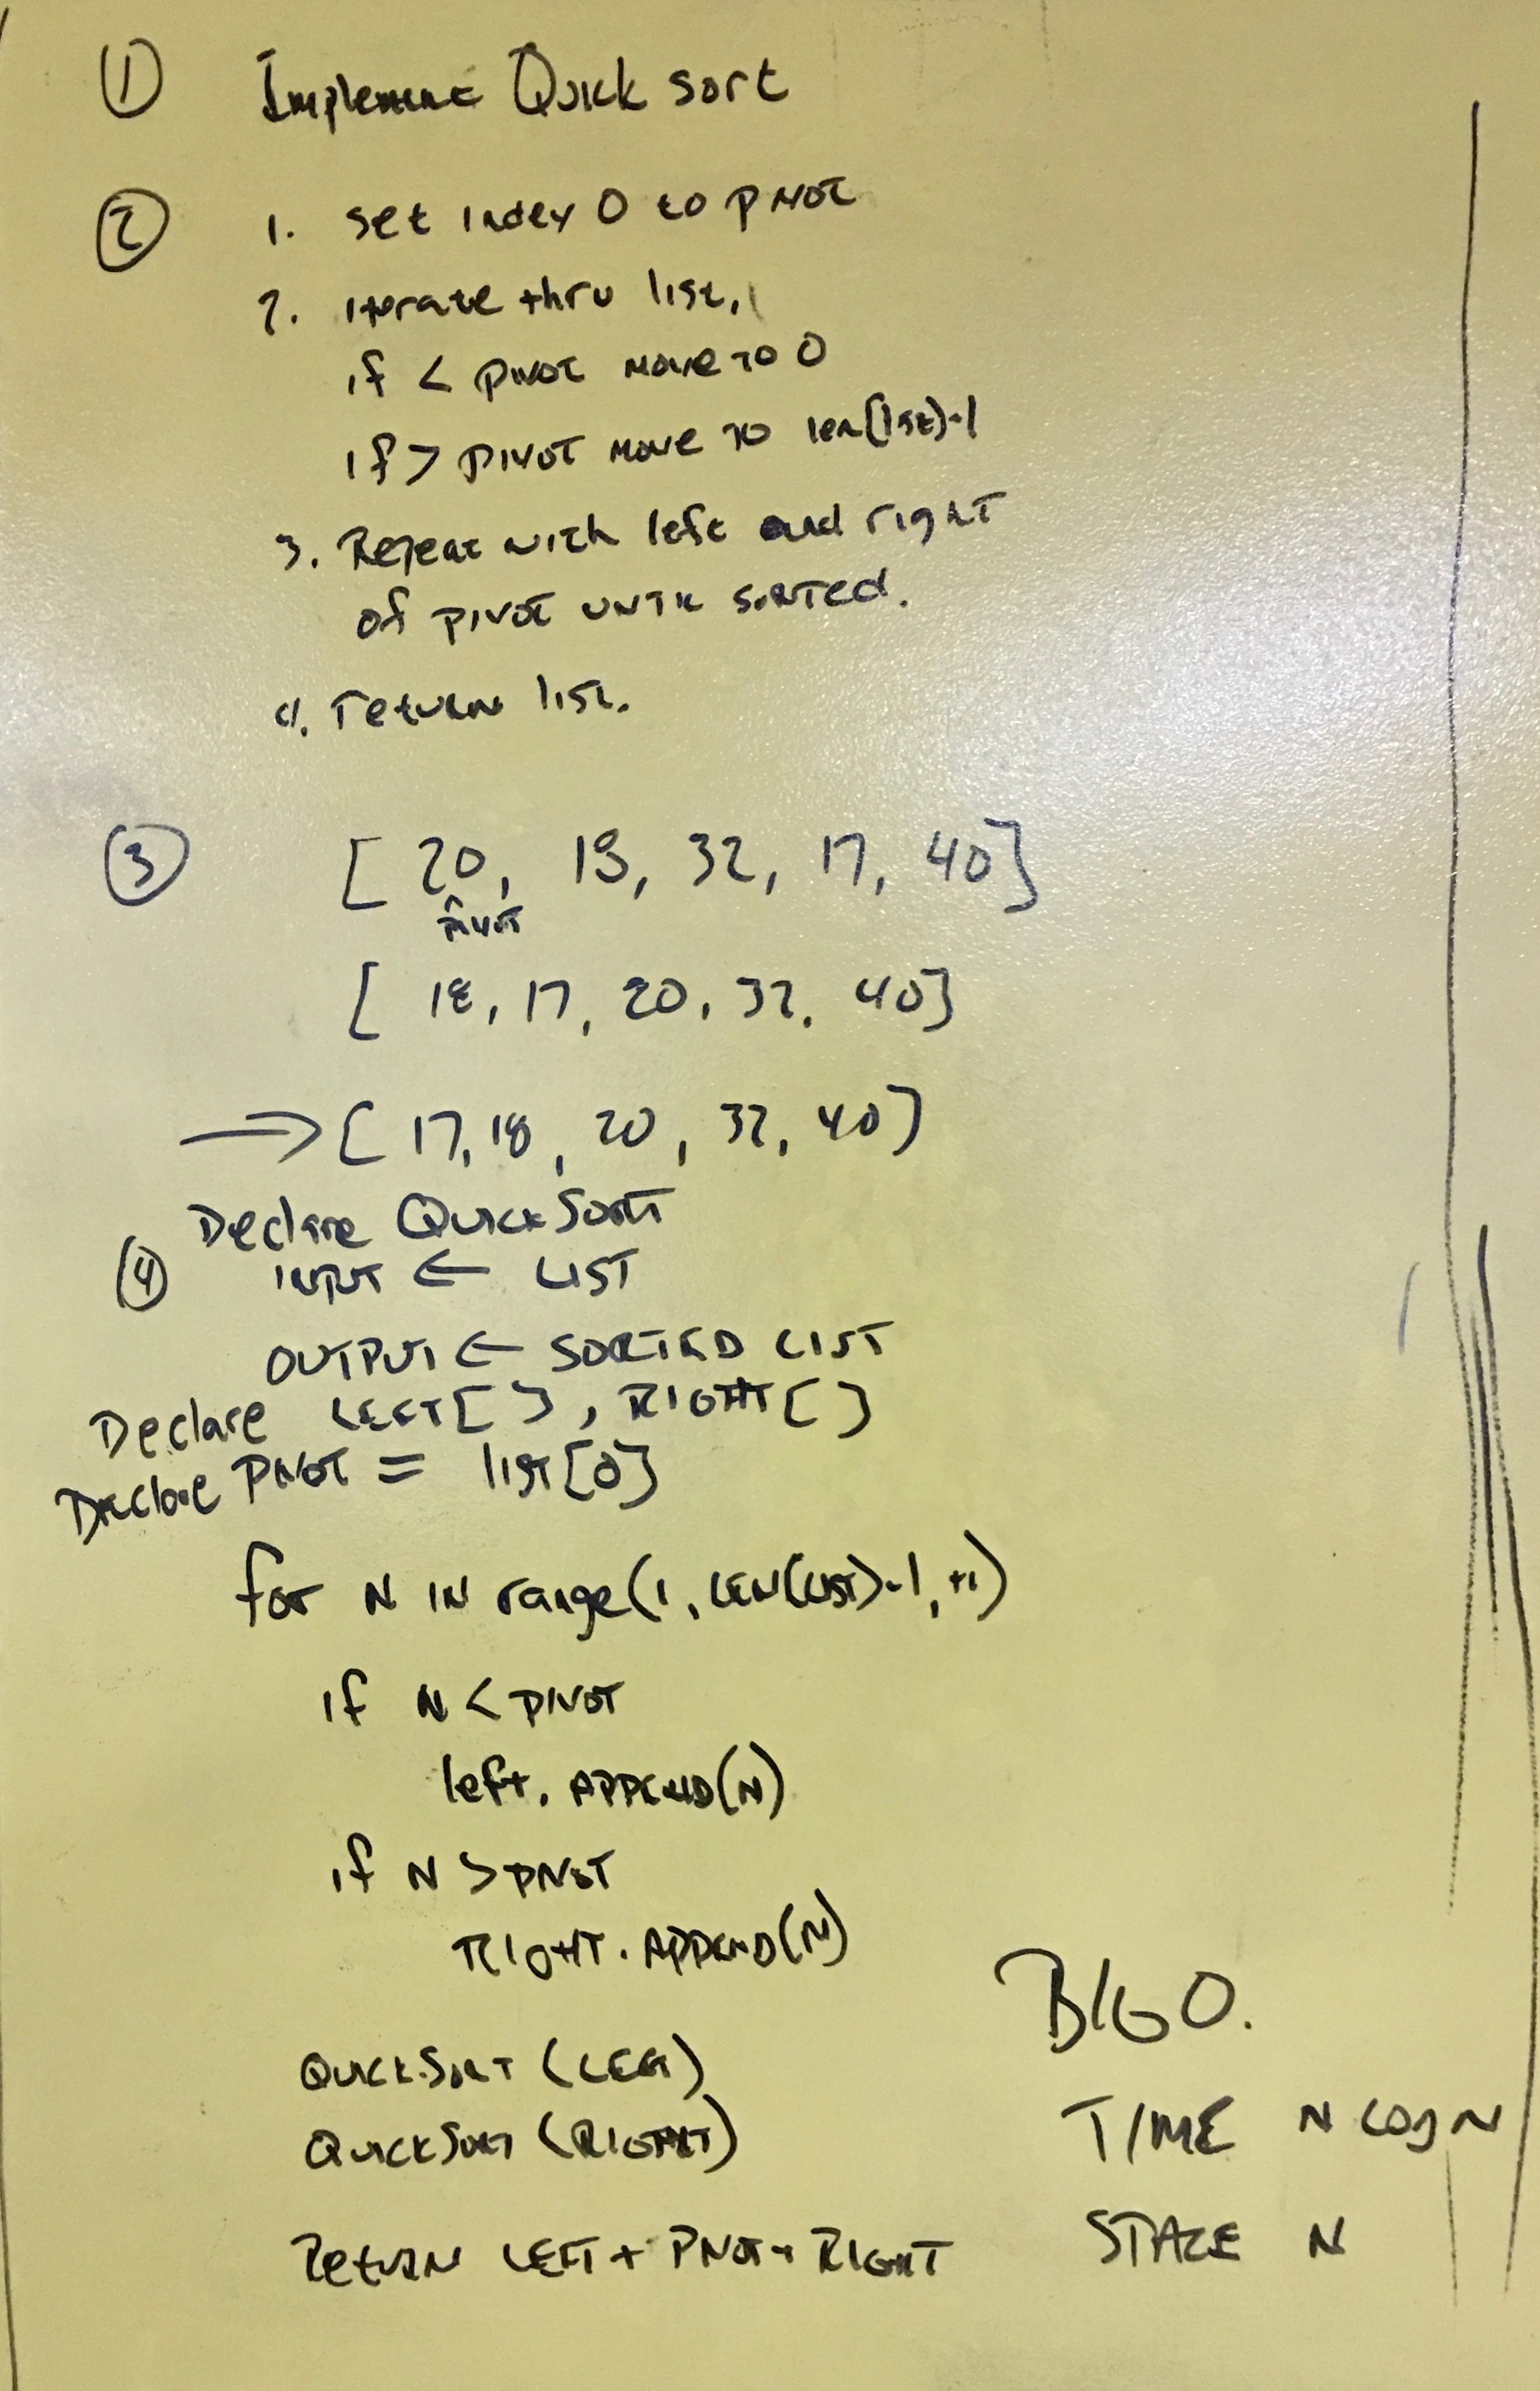 ① Implement Quick sort
② 1. set index 0 to pivot
2. iterate thru list,
if < pivot move to 0
if > pivot move to len(list)-1
3. Repeat with left and right
of pivot until sorted.
4. return list.
③ [ 20, 18, 32, 17, 40]
^
pivot
[ 18, 17, 20, 32, 40]
⇒ [ 17, 18, 20, 32, 40]
Declare QuickSort
④ INPUT ← LIST
OUTPUT ← SORTED LIST
Declare LEFT[ ], RIGHT[ ]
Declare PIVOT = list[0]
for N IN range(1, LEN(LIST)-1, +1)
if N < PIVOT
left. APPEND(N)
if N > PIVOT
RIGHT. APPEND(N)
QUICKSORT (LEFT)
QUICKSORT (RIGHT)
Return LEFT + PIVOT + RIGHT
BIG O.
TIME N LOG N
SPACE N